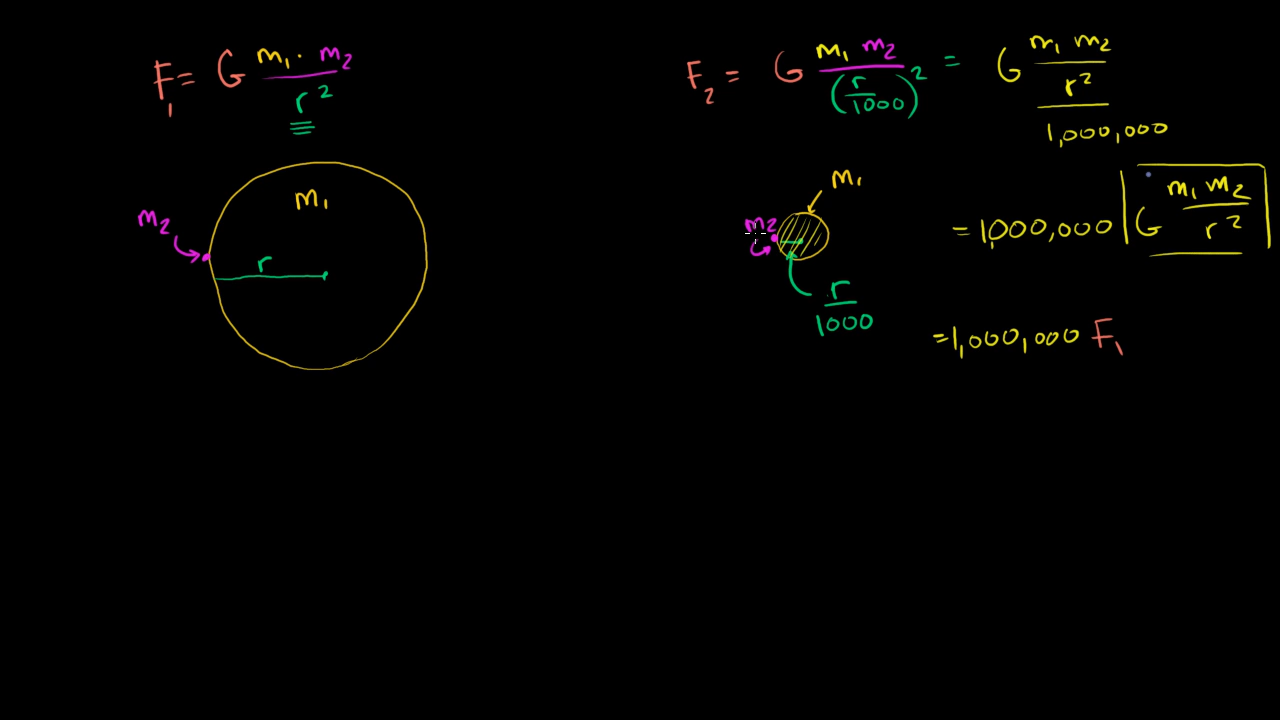 F₁ = G m₁ · m₂ / r²
m₁
m₂
r
F₂ = G m₁ m₂ / (r/1000)² = G m₁ m₂ / r² / 1,000,000
m₁
m₂
r/1000
= 1,000,000 G m₁ m₂ / r²
= 1,000,000 F₁